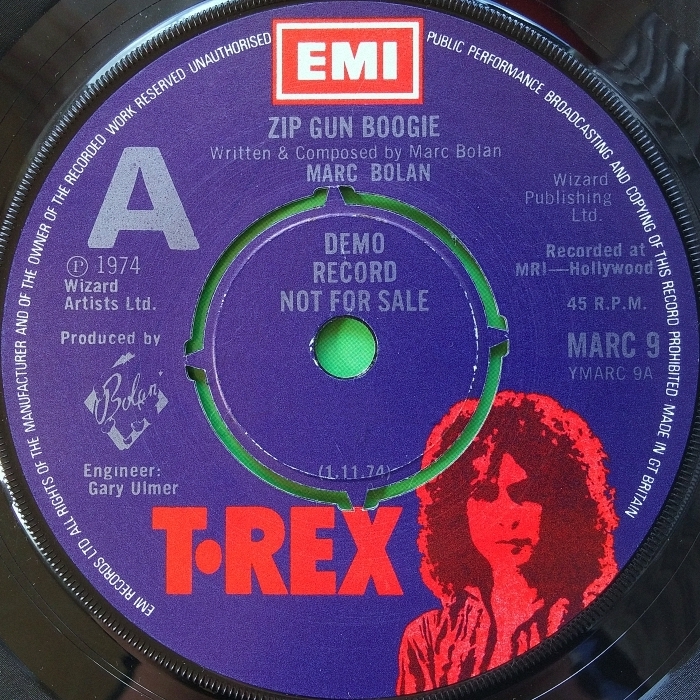 EMI
ZIP GUN BOOGIE
Written & Composed by Marc Bolan
MARC BOLAN
A
℗ 1974
Wizard
Artists Ltd.
Produced by
Bolan
Engineer:
Gary Ulmer
DEMO
RECORD
NOT FOR SALE
(1.11.74)
Wizard
Publishing
Ltd.
Recorded at
MRI—Hollywood
45 R.P.M.
MARC 9
YMARC 9A
T•REX
EMI RECORDS LTD ALL RIGHTS OF THE MANUFACTURER AND OF THE OWNER OF THE RECORDED WORK RESERVED UNAUTHORISED PUBLIC PERFORMANCE BROADCASTING AND COPYING OF THIS RECORD PROHIBITED · MADE IN GT BRITAIN